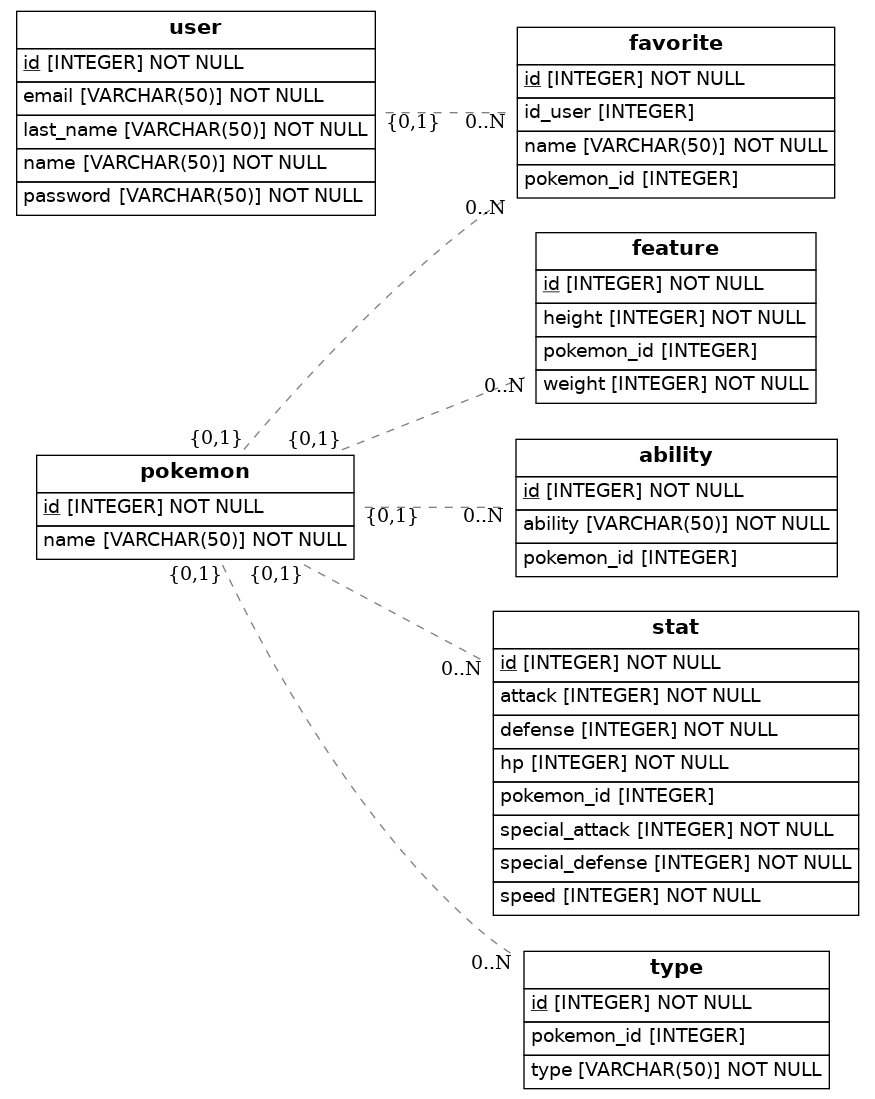 user
id [INTEGER] NOT NULL
email [VARCHAR(50)] NOT NULL
last_name [VARCHAR(50)] NOT NULL
name [VARCHAR(50)] NOT NULL
password [VARCHAR(50)] NOT NULL
{0,1}
0..N
favorite
id [INTEGER] NOT NULL
id_user [INTEGER]
name [VARCHAR(50)] NOT NULL
pokemon_id [INTEGER]
0..N
feature
id [INTEGER] NOT NULL
height [INTEGER] NOT NULL
pokemon_id [INTEGER]
weight [INTEGER] NOT NULL
0..N
{0,1}
{0,1}
pokemon
id [INTEGER] NOT NULL
name [VARCHAR(50)] NOT NULL
{0,1}
0..N
ability
id [INTEGER] NOT NULL
ability [VARCHAR(50)] NOT NULL
pokemon_id [INTEGER]
{0,1}
{0,1}
0..N
stat
id [INTEGER] NOT NULL
attack [INTEGER] NOT NULL
defense [INTEGER] NOT NULL
hp [INTEGER] NOT NULL
pokemon_id [INTEGER]
special_attack [INTEGER] NOT NULL
special_defense [INTEGER] NOT NULL
speed [INTEGER] NOT NULL
0..N
type
id [INTEGER] NOT NULL
pokemon_id [INTEGER]
type [VARCHAR(50)] NOT NULL